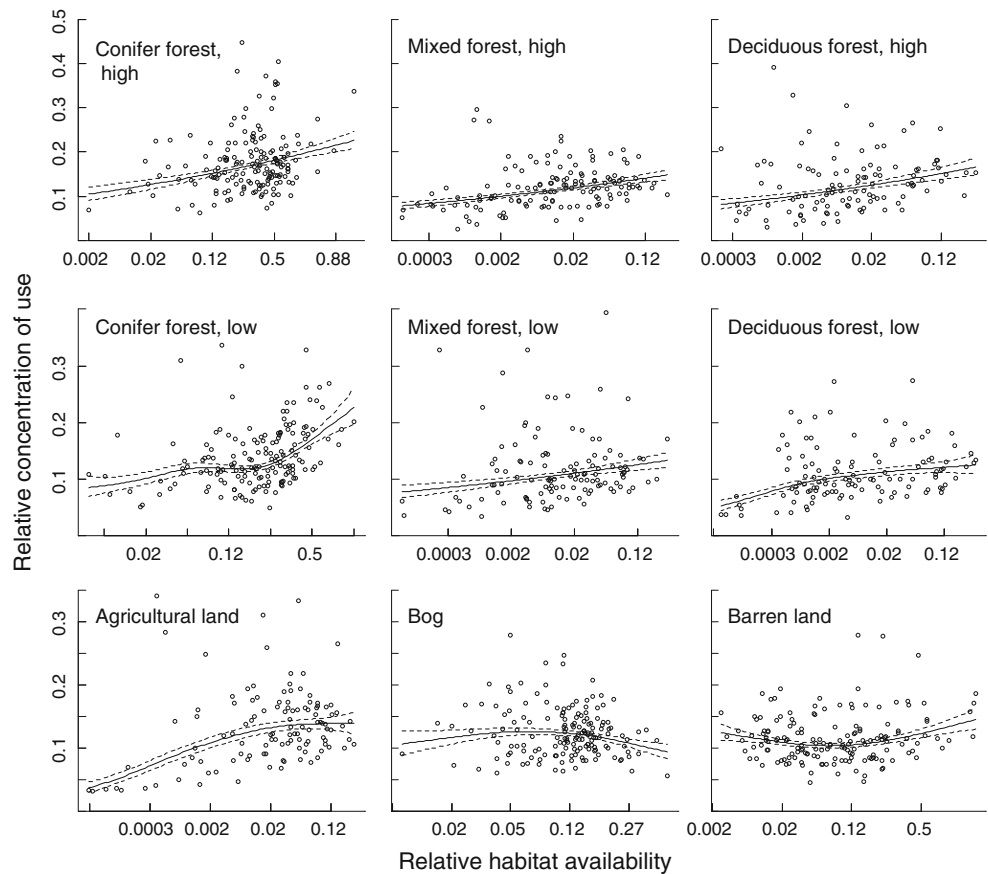 Conifer forest,
high
Mixed forest, high
Deciduous forest, high
0.5
0.4
0.3
0.2
0.1
0.002 0.02 0.12 0.5 0.88
0.0003 0.002 0.02 0.12
0.0003 0.002 0.02 0.12
Relative concentration of use
Conifer forest, low
Mixed forest, low
Deciduous forest, low
0.3
0.2
0.1
0.02 0.12 0.5
0.0003 0.002 0.02 0.12
0.0003 0.002 0.02 0.12
Agricultural land
Bog
Barren land
0.3
0.2
0.1
0.0003 0.002 0.02 0.12
0.02 0.05 0.12 0.27
0.002 0.02 0.12 0.5
Relative habitat availability